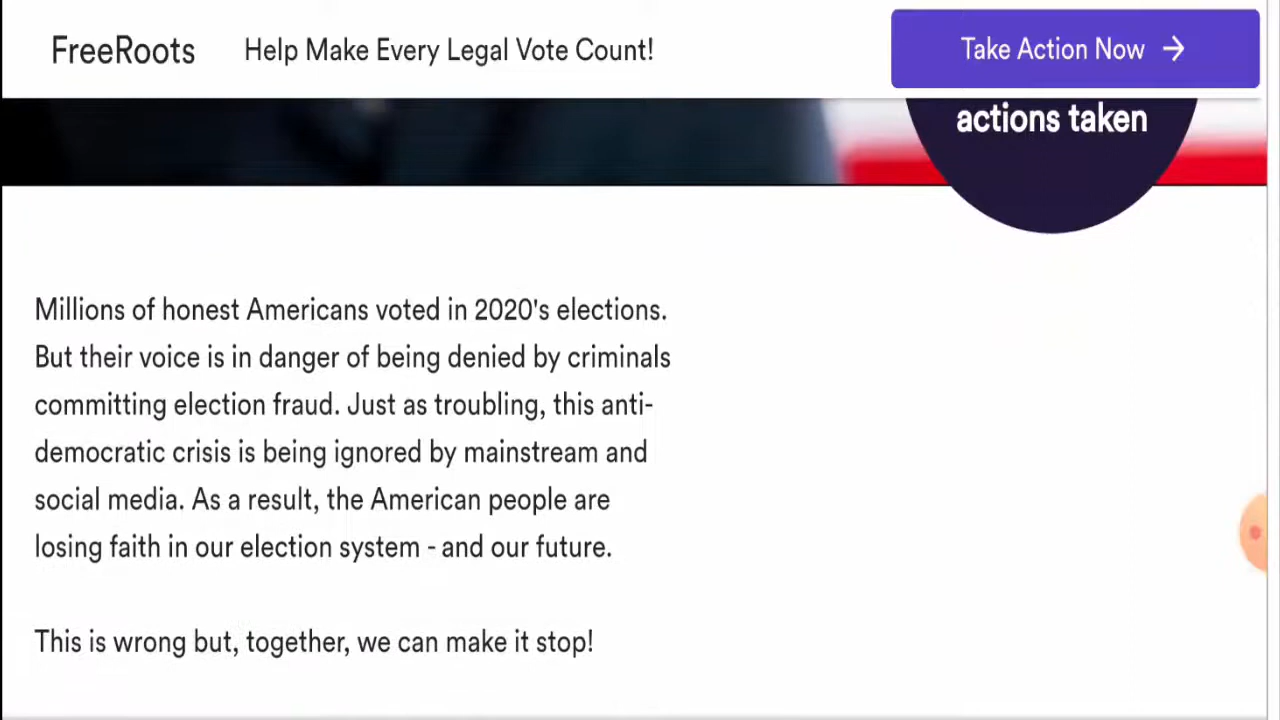 FreeRoots Help Make Every Legal Vote Count! Take Action Now →
actions taken
Millions of honest Americans voted in 2020's elections.
But their voice is in danger of being denied by criminals
committing election fraud. Just as troubling, this anti-
democratic crisis is being ignored by mainstream and
social media. As a result, the American people are
losing faith in our election system - and our future.
This is wrong but, together, we can make it stop!